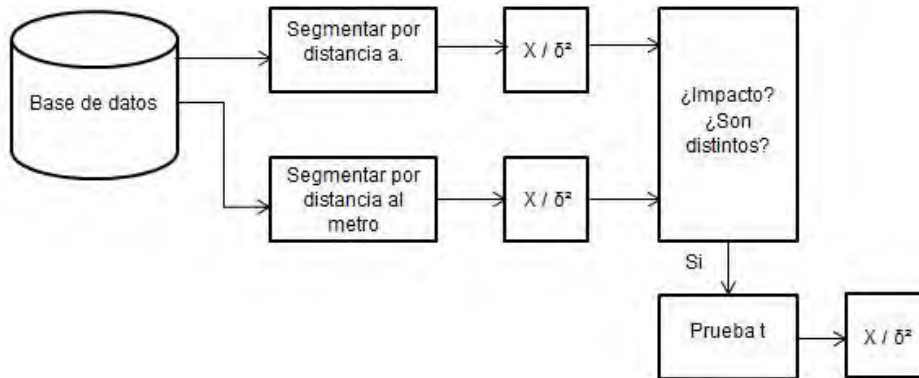 Base de datos
Segmentar por
distancia a.
X / δ²
Segmentar por
distancia al
metro
X / δ²
¿Impacto?
¿Son
distintos?
Si
Prueba t
X / δ²